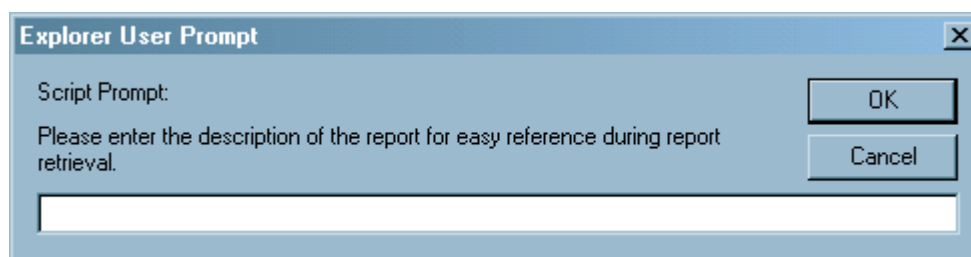 Explorer User Prompt
Script Prompt:
OK
Please enter the description of the report for easy reference during report
retrieval.
Cancel